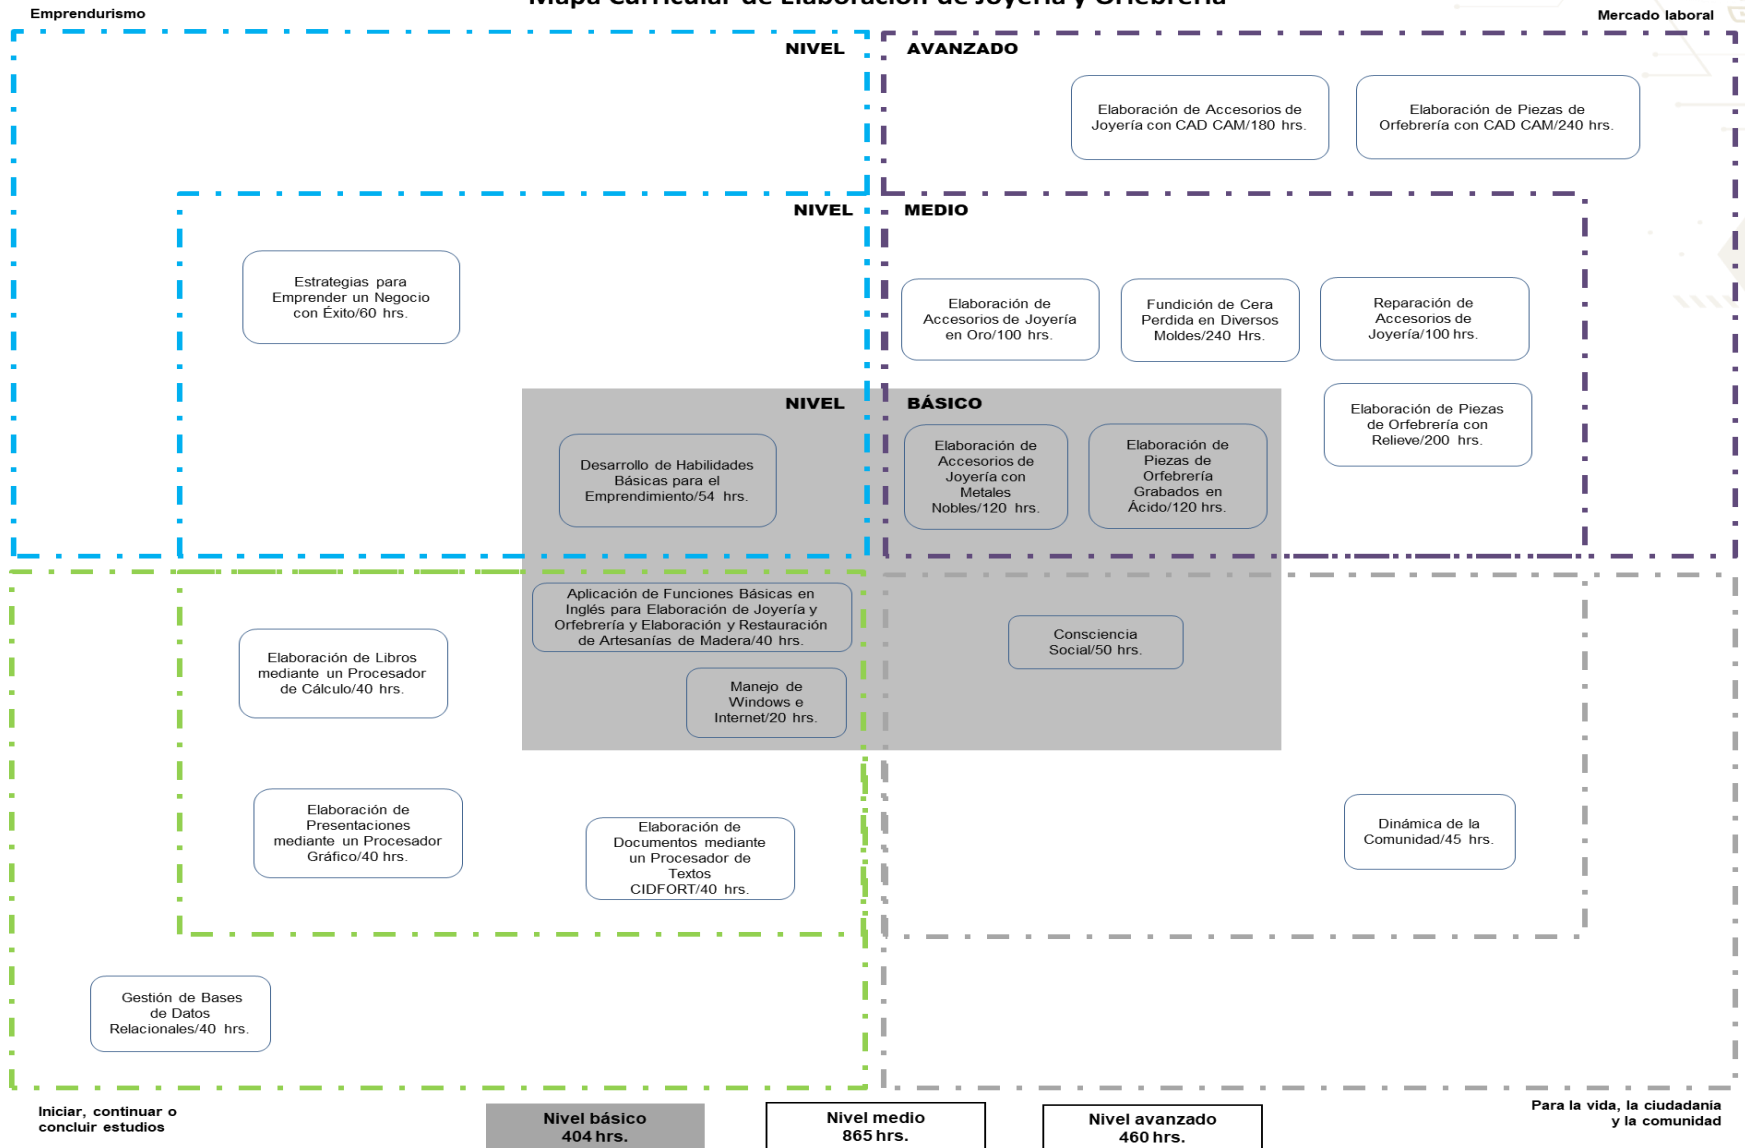 Mapa Curricular de Elaboración de Joyería y Orfebrería
Emprendurismo
Mercado laboral
NIVEL AVANZADO
Elaboración de Accesorios de
Joyería con CAD CAM/180 hrs.
Elaboración de Piezas de
Orfebrería con CAD CAM/240 hrs.
NIVEL MEDIO
Estrategias para
Emprender un Negocio
con Éxito/60 hrs.
Elaboración de
Accesorios de Joyería
en Oro/100 hrs.
Fundición de Cera
Perdida en Diversos
Moldes/240 Hrs.
Reparación de
Accesorios de
Joyería/100 hrs.
Elaboración de Piezas
de Orfebrería con
Relieve/200 hrs.
NIVEL BÁSICO
Desarrollo de Habilidades
Básicas para el
Emprendimiento/54 hrs.
Elaboración de
Accesorios de
Joyería con
Metales
Nobles/120 hrs.
Elaboración de
Piezas de
Orfebrería
Grabados en
Ácido/120 hrs.
Aplicación de Funciones Básicas en
Inglés para Elaboración de Joyería y
Orfebrería y Elaboración y Restauración
de Artesanías de Madera/40 hrs.
Consciencia
Social/50 hrs.
Elaboración de Libros
mediante un Procesador
de Cálculo/40 hrs.
Manejo de
Windows e
Internet/20 hrs.
Elaboración de
Presentaciones
mediante un Procesador
Gráfico/40 hrs.
Elaboración de
Documentos mediante
un Procesador de
Textos
CIDFORT/40 hrs.
Dinámica de la
Comunidad/45 hrs.
Gestión de Bases
de Datos
Relacionales/40 hrs.
Iniciar, continuar o
concluir estudios
Nivel básico
404 hrs.
Nivel medio
865 hrs.
Nivel avanzado
460 hrs.
Para la vida, la ciudadanía
y la comunidad